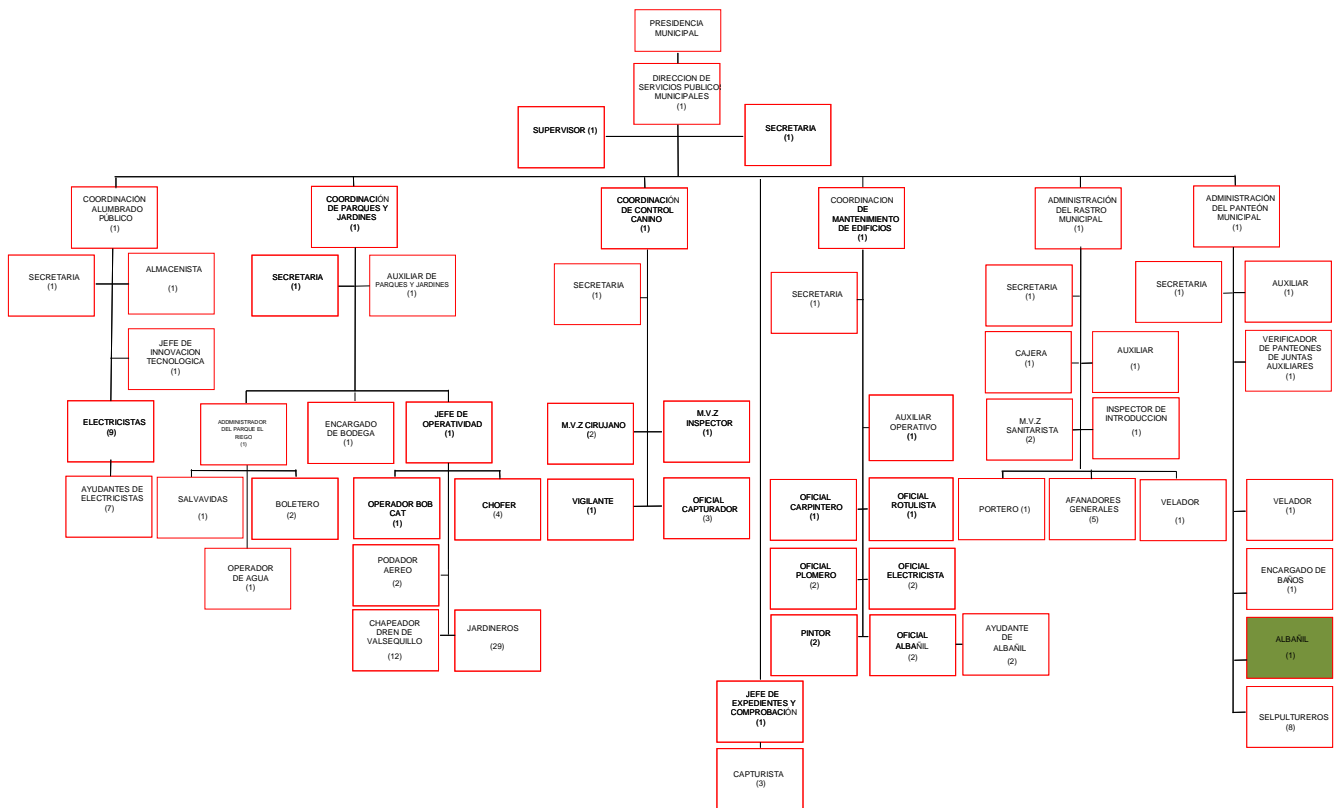 PRESIDENCIA
MUNICIPAL
DIRECCION DE
SERVICIOS PUBLICOS
MUNICIPALES
(1)
SUPERVISOR (1)
SECRETARIA
(1)
COORDINACIÓN
ALUMBRADO
PÚBLICO
(1)
SECRETARIA
(1)
ALMACENISTA
(1)
JEFE DE
INNOVACION
TECNOLOGICA
(1)
ELECTRICISTAS
(9)
AYUDANTES DE
ELECTRICISTAS
(7)
COORDINACIÓN
DE PARQUES Y
JARDINES
(1)
SECRETARIA
(1)
AUXILIAR DE
PARQUES Y JARDINES
(1)
ADDMINISTRADOR
DEL PARQUE EL
RIEGO
(1)
SALVAVIDAS
(1)
BOLETERO
(2)
OPERADOR
DE AGUA
(1)
ENCARGADO
DE BODEGA
(1)
JEFE DE
OPERATIVIDAD
(1)
OPERADOR BOB
CAT
(1)
CHOFER
(4)
PODADOR
AEREO
(2)
CHAPEADOR
DREN DE
VALSEQUILLO
(12)
JARDINEROS
(29)
COORDINACIÓN
DE CONTROL
CANINO
(1)
SECRETARIA
(1)
M.V.Z CIRUJANO
(2)
M.V.Z
INSPECTOR
(1)
VIGILANTE
(1)
OFICIAL
CAPTURADOR
(3)
JEFE DE
EXPEDIENTES Y
COMPROBACIÓN
(1)
CAPTURISTA
(3)
COORDINACION
DE
MANTENIMIENTO
DE EDIFICIOS
(1)
SECRETARIA
(1)
AUXILIAR
OPERATIVO
(1)
OFICIAL
CARPINTERO
(1)
OFICIAL
ROTULISTA
(1)
OFICIAL
PLOMERO
(2)
OFICIAL
ELECTRICISTA
(2)
PINTOR
(2)
OFICIAL
ALBAÑIL
(2)
AYUDANTE
DE
ALBAÑIL
(2)
ADMINISTRACIÓN
DEL RASTRO
MUNICIPAL
(1)
SECRETARIA
(1)
CAJERA
(1)
AUXILIAR
(1)
M.V.Z
SANITARISTA
(2)
INSPECTOR DE
INTRODUCCION
(1)
PORTERO (1)
AFANADORES
GENERALES
(5)
VELADOR
(1)
ADMINISTRACIÓN
DEL PANTEÓN
MUNICIPAL
(1)
SECRETARIA
(1)
AUXILIAR
(1)
VERIFICADOR
DE PANTEONES
DE JUNTAS
AUXILIARES
(1)
VELADOR
(1)
ENCARGADO DE
BAÑOS
(1)
ALBAÑIL
(1)
SELPULTUREROS
(8)